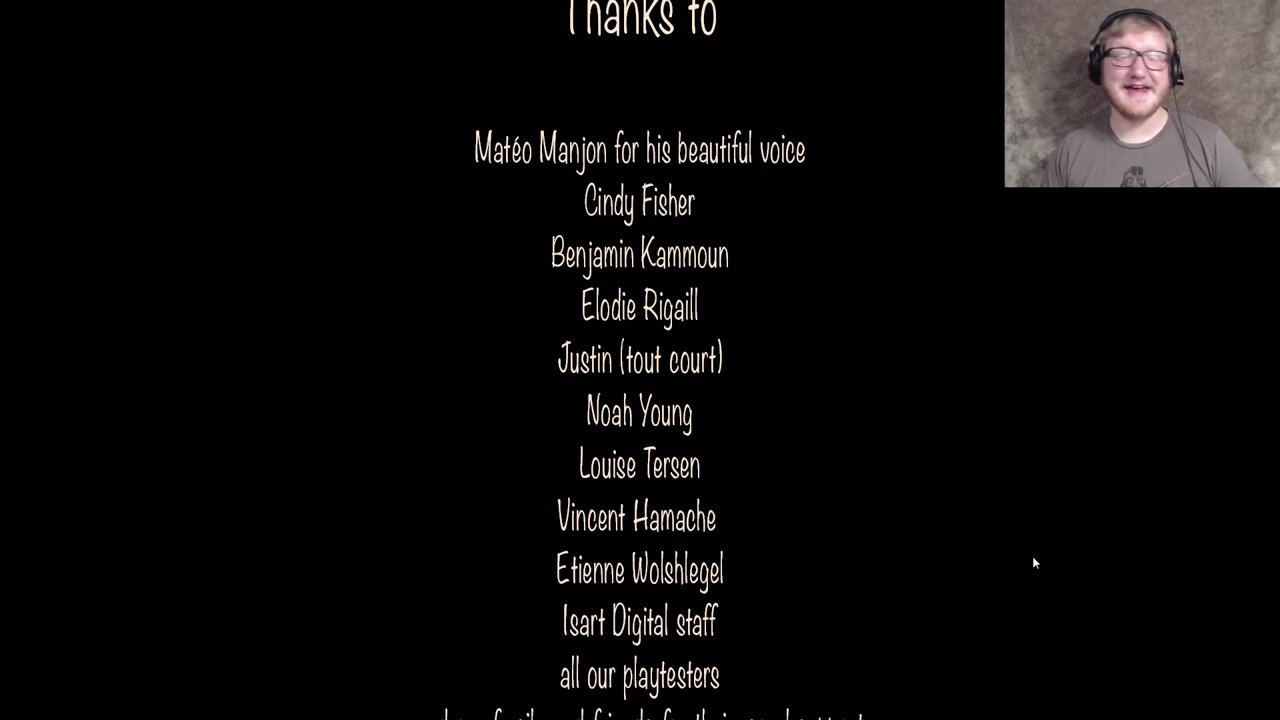 Thanks to
Matéo Manjon for his beautiful voice
Cindy Fisher
Benjamin Kammoun
Elodie Rigaill
Justin (tout court)
Noah Young
Louise Tersen
Vincent Hamache
Etienne Wolshlegel
Isart Digital staff
all our playtesters